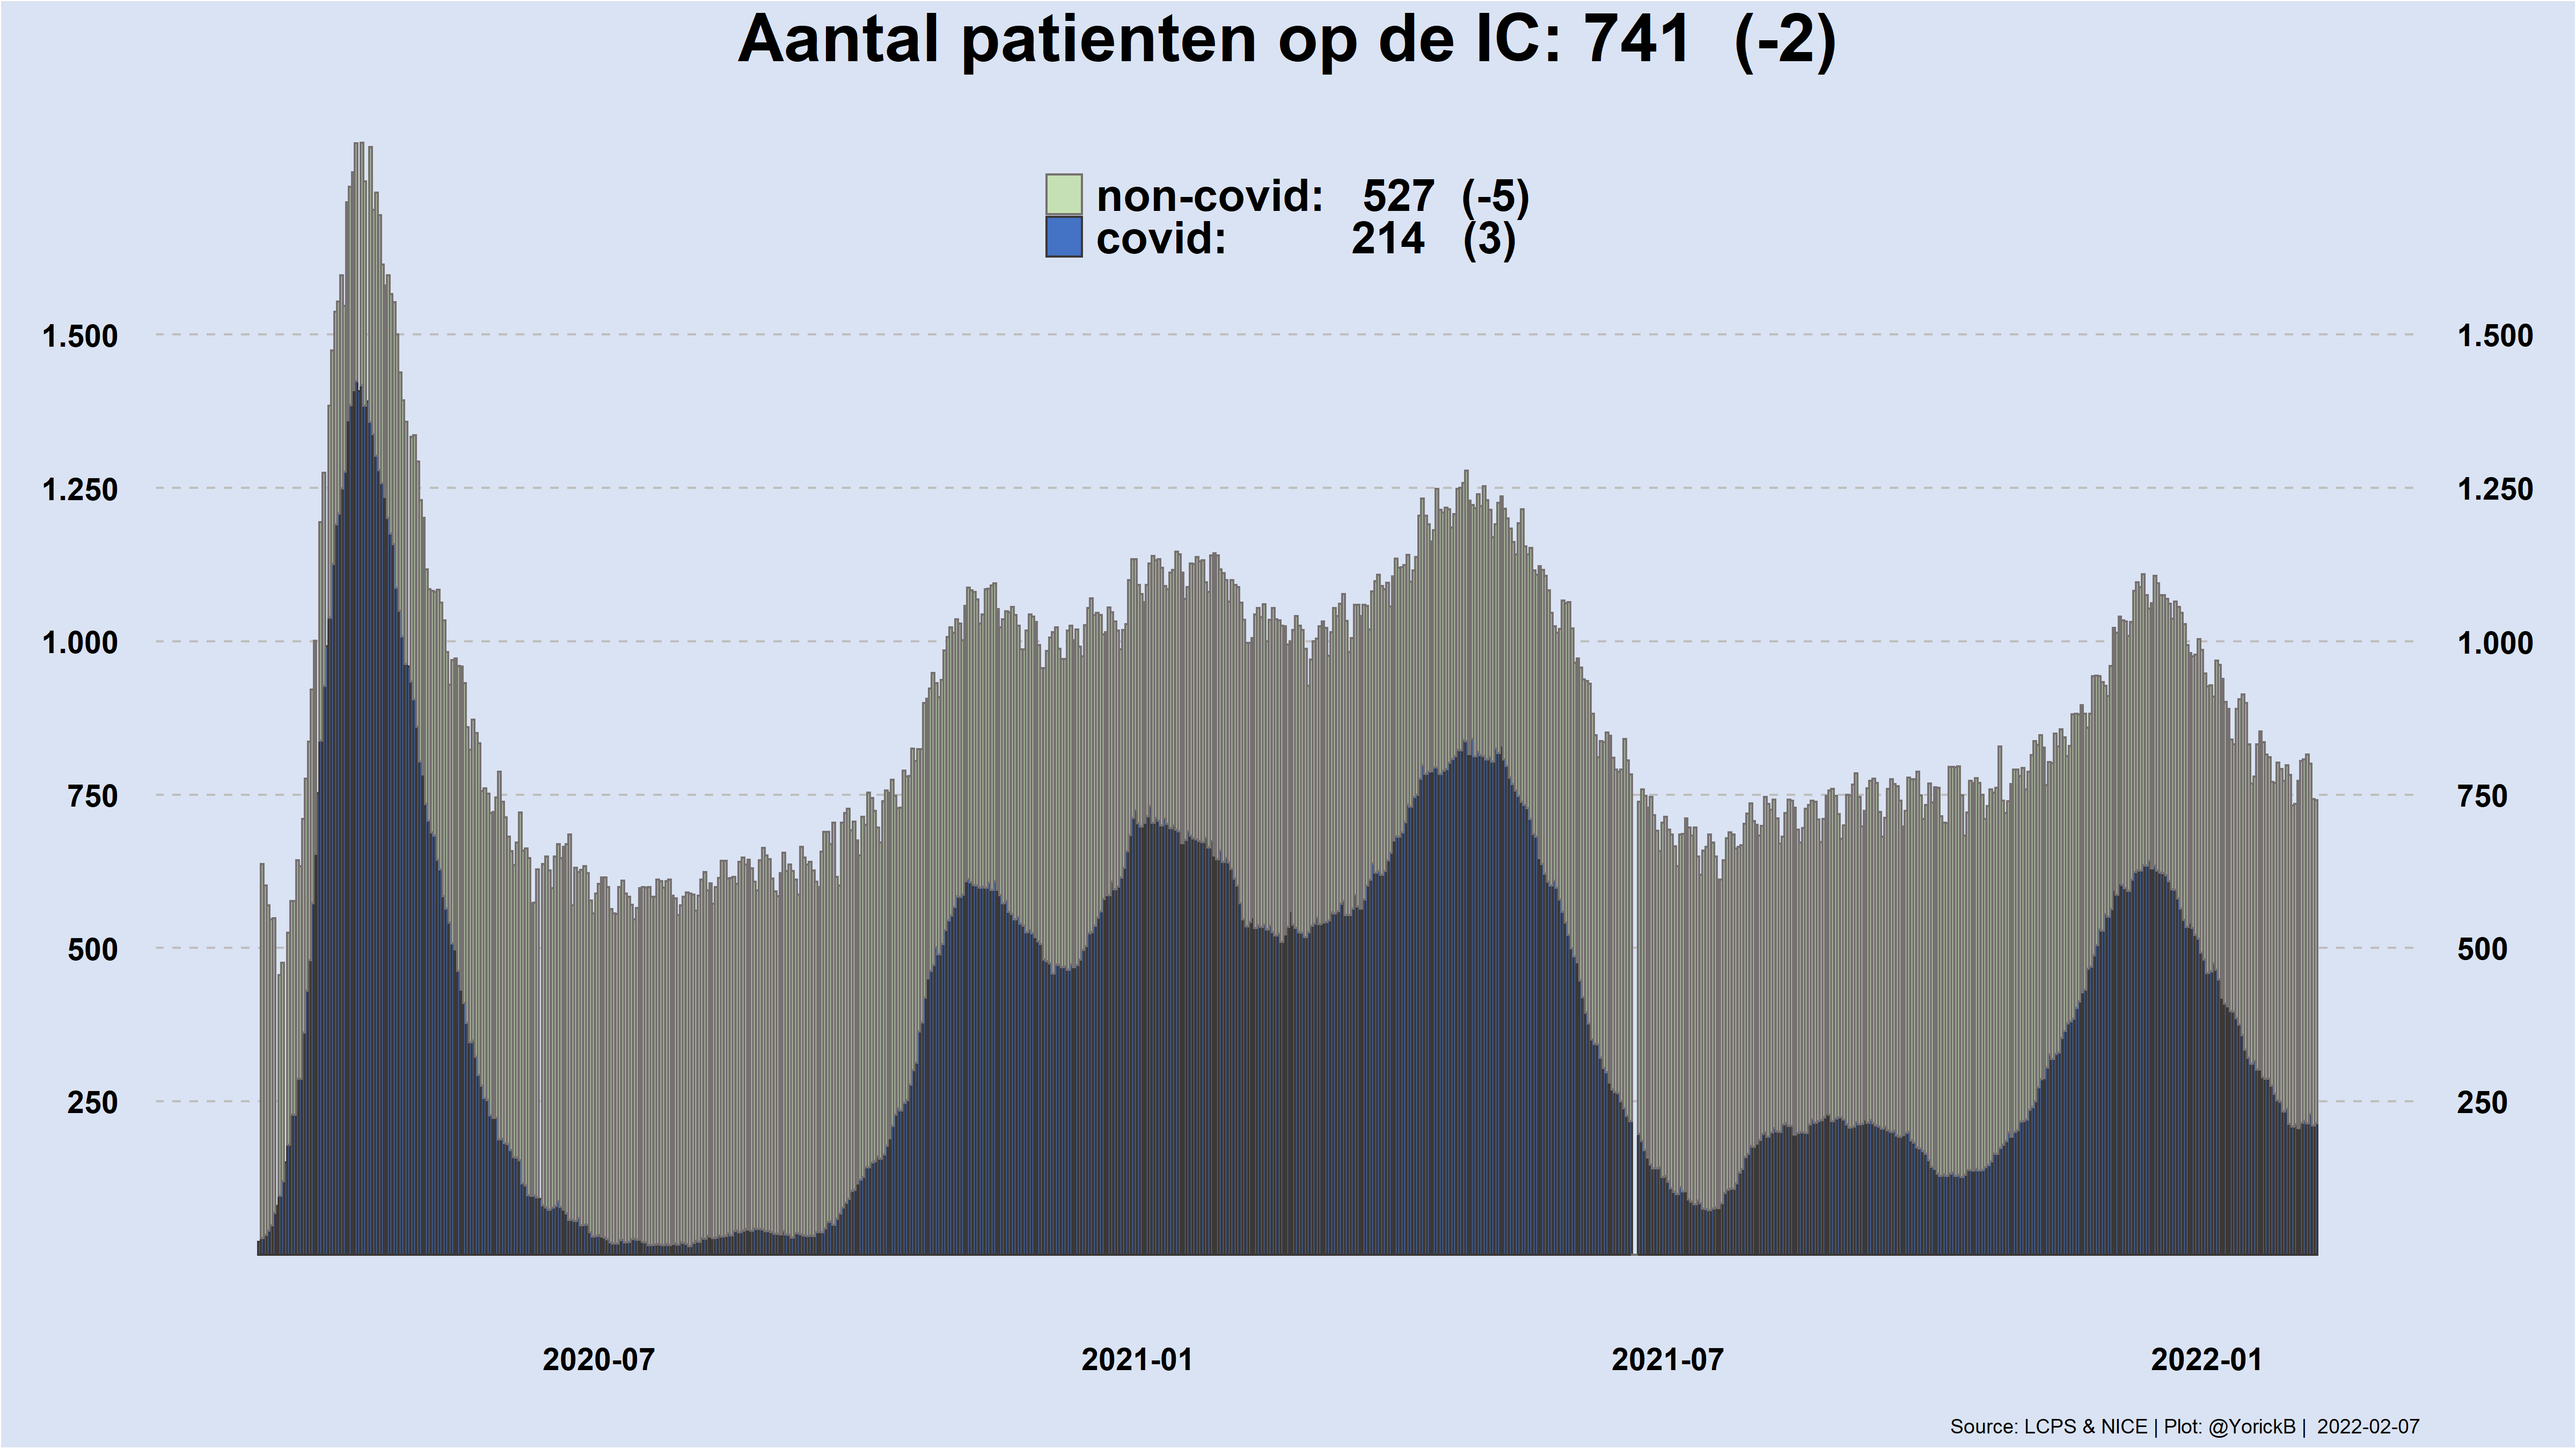 Aantal patienten op de IC: 741 (-2)
non-covid: 527 (-5)
covid: 214 (3)
1.500 1.500
1.250 1.250
1.000 1.000
750 750
500 500
250 250
2020-07 2021-01 2021-07 2022-01
Source: LCPS & NICE | Plot: @YorickB | 2022-02-07